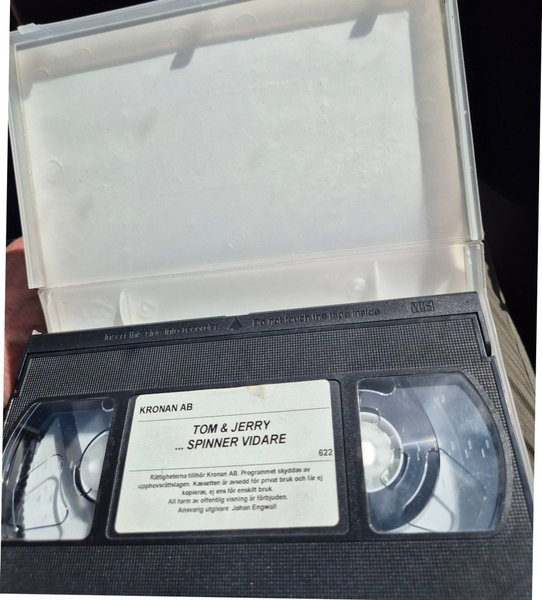 Insert this side into recorder Do not touch the tape inside VHS
KRONAN AB
TOM & JERRY
... SPINNER VIDARE
622
Rättigheterna tillhör Kronan AB. Programmet skyddas av
upphovsrättslagen. Kassetten är avsedd för privat bruk och får ej
kopieras, ej ens för enskilt bruk.
All form av offentlig visning är förbjuden.
Ansvarig utgivare: Johan Engwall